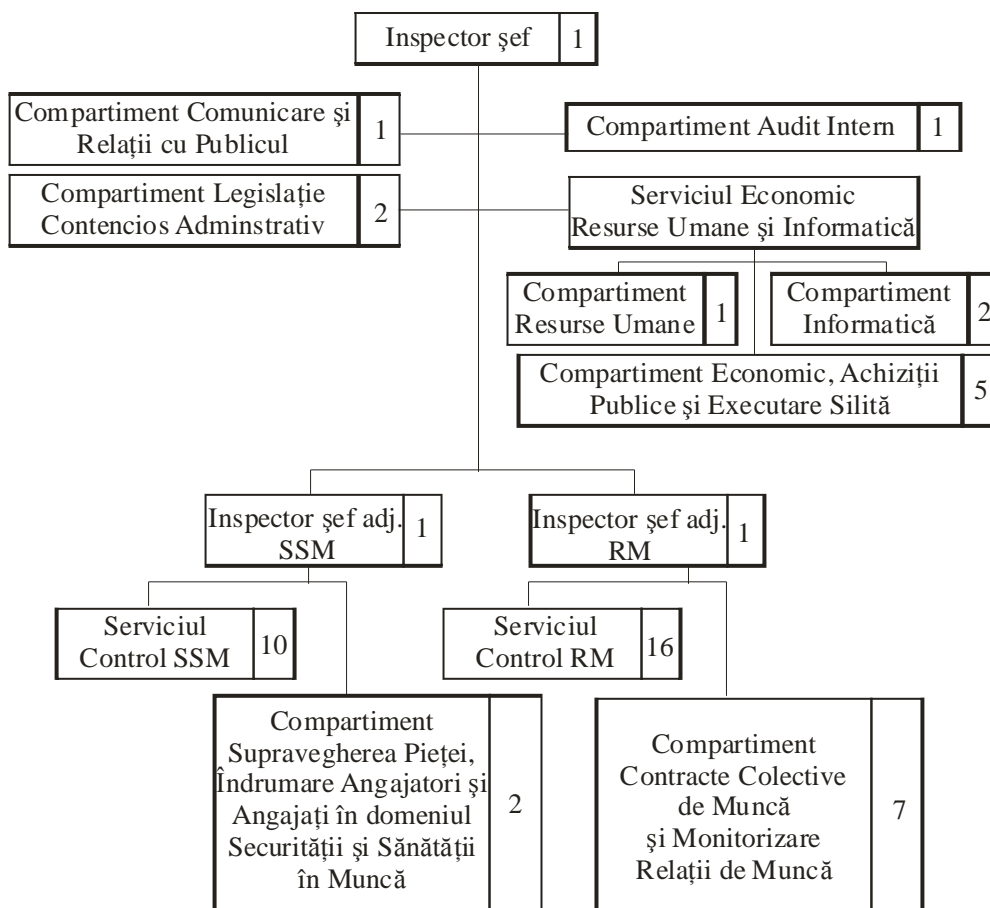 Inspector şef 1
Compartiment Comunicare şi
Relaţii cu Publicul
1
Compartiment Audit Intern 1
Compartiment Legislaţie
Contencios Adminstrativ
2
Serviciul Economic
Resurse Umane şi Informatică
Compartiment
Resurse Umane
1
Compartiment
Informatică
2
Compartiment Economic, Achiziţii
Publice şi Executare Silită
5
Inspector şef adj.
SSM
1
Inspector şef adj.
RM
1
Serviciul
Control SSM
10
Serviciul
Control RM
16
Compartiment
Supravegherea Pieţei,
Îndrumare Angajatori şi
Angajaţi în domeniul
Securităţii şi Sănătăţii
în Muncă
2
Compartiment
Contracte Colective
de Muncă
şi Monitorizare
Relaţii de Muncă
7